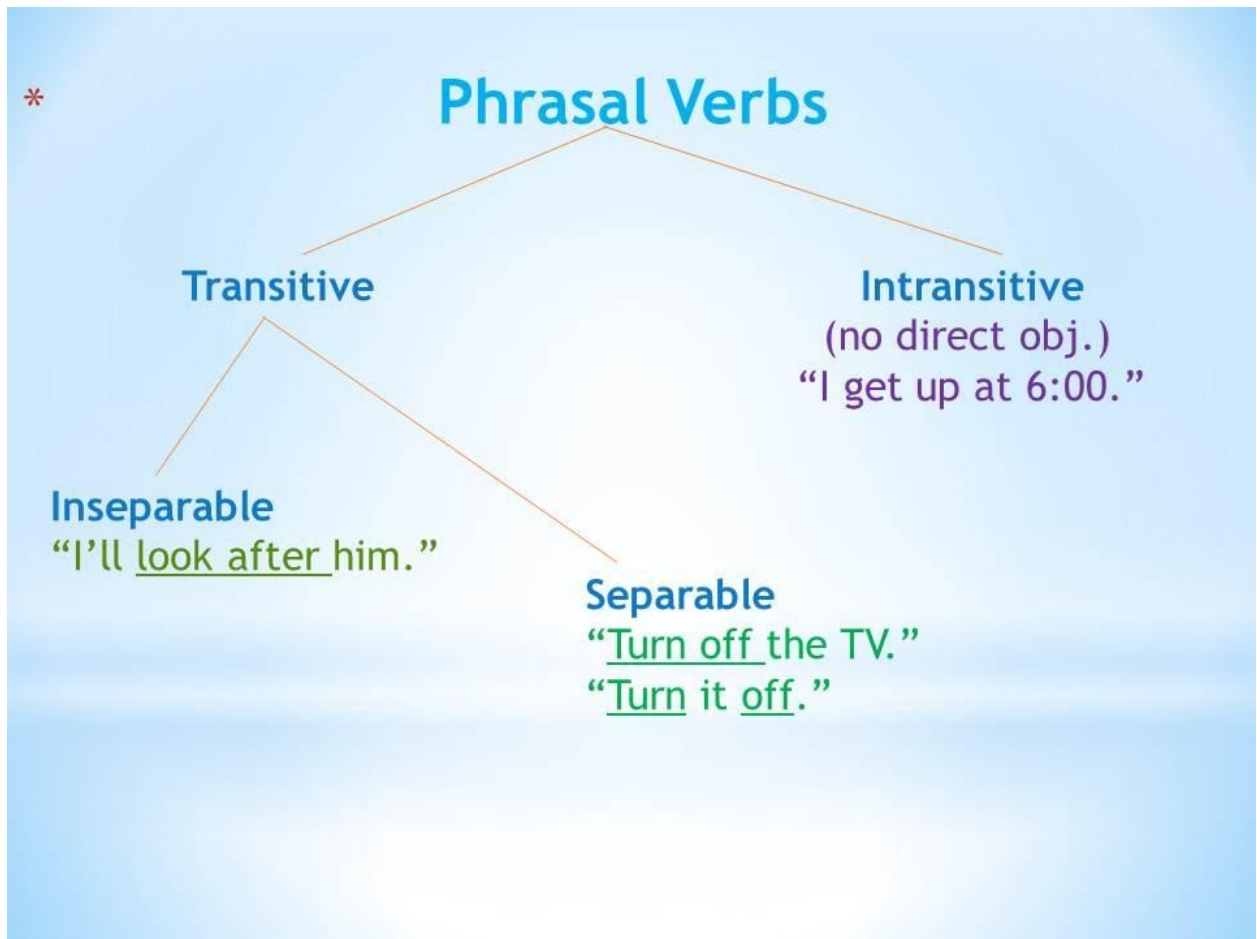 *
Phrasal Verbs
Transitive
Intransitive
(no direct obj.)
“I get up at 6:00.”
Inseparable
“I’ll look after him.”
Separable
“Turn off the TV.”
“Turn it off.”